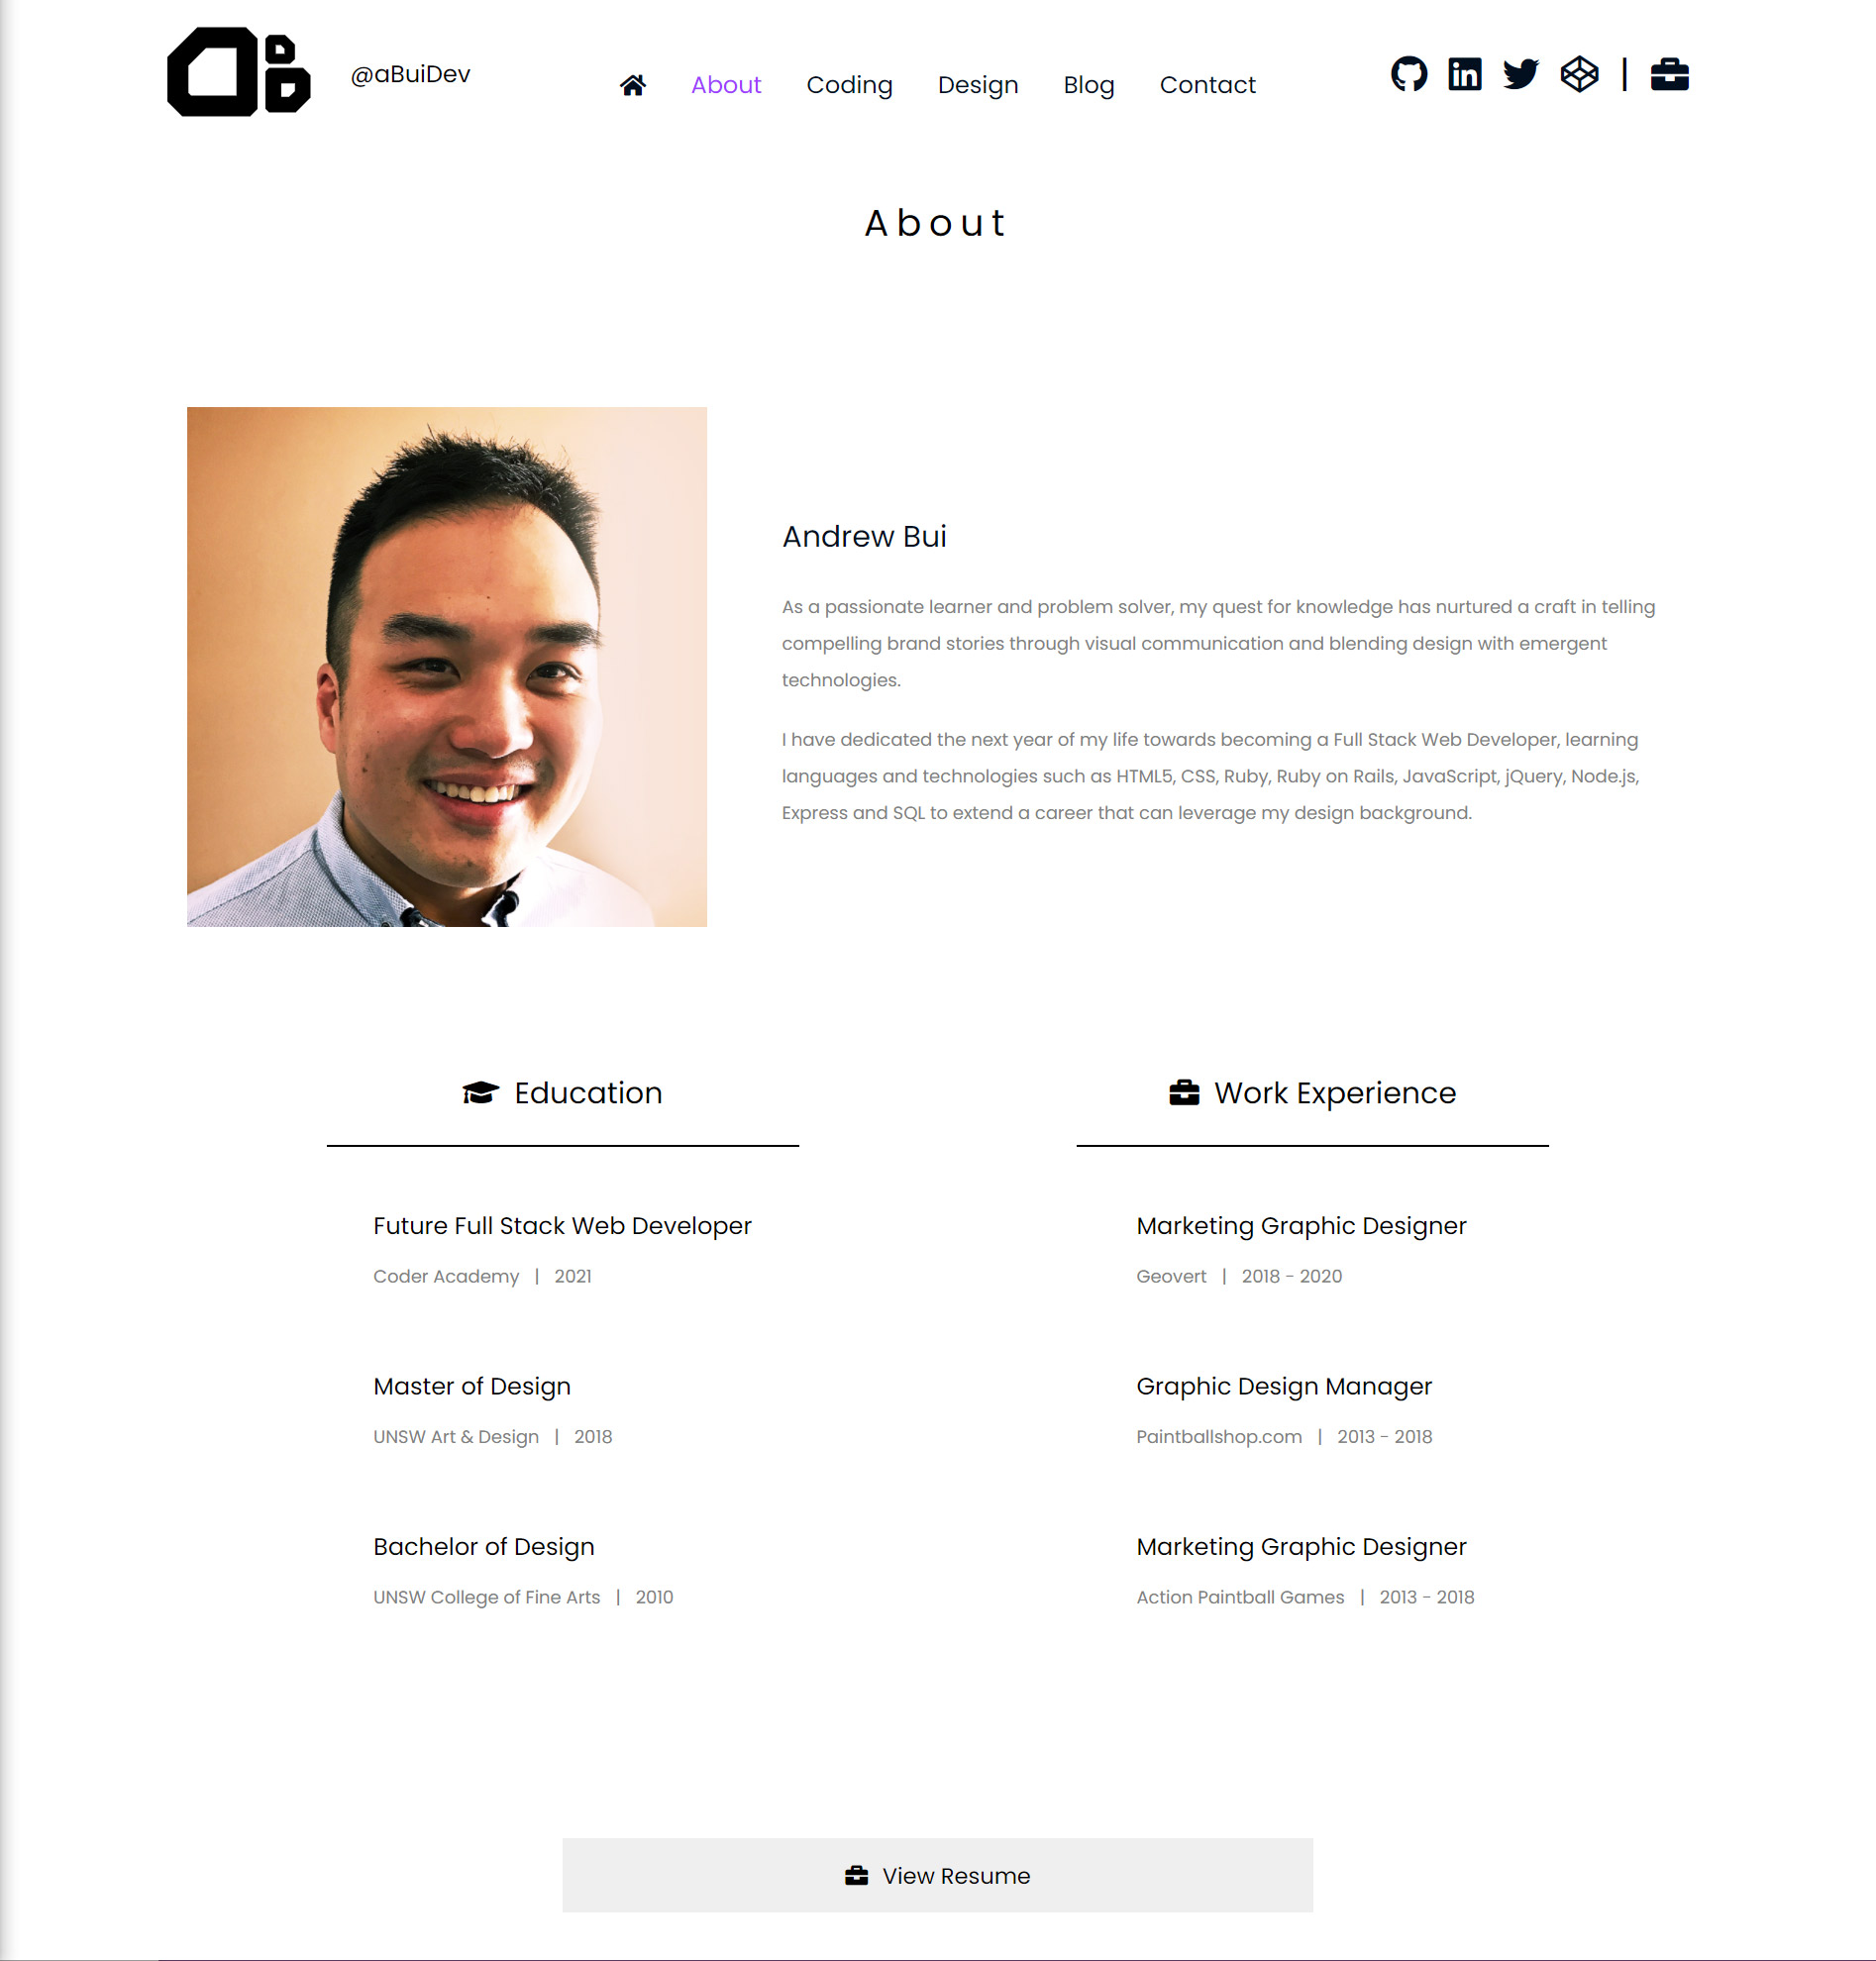 @aBuiDev
About
Coding
Design
Blog
Contact
About
Andrew Bui
As a passionate learner and problem solver, my quest for knowledge has nurtured a craft in telling
compelling brand stories through visual communication and blending design with emergent
technologies.
I have dedicated the next year of my life towards becoming a Full Stack Web Developer, learning
languages and technologies such as HTML5, CSS, Ruby, Ruby on Rails, JavaScript, jQuery, Node.js,
Express and SQL to extend a career that can leverage my design background.
Education
Future Full Stack Web Developer
Coder Academy | 2021
Master of Design
UNSW Art & Design | 2018
Bachelor of Design
UNSW College of Fine Arts | 2010
Work Experience
Marketing Graphic Designer
Geovert | 2018 - 2020
Graphic Design Manager
Paintballshop.com | 2013 - 2018
Marketing Graphic Designer
Action Paintball Games | 2013 - 2018
View Resume